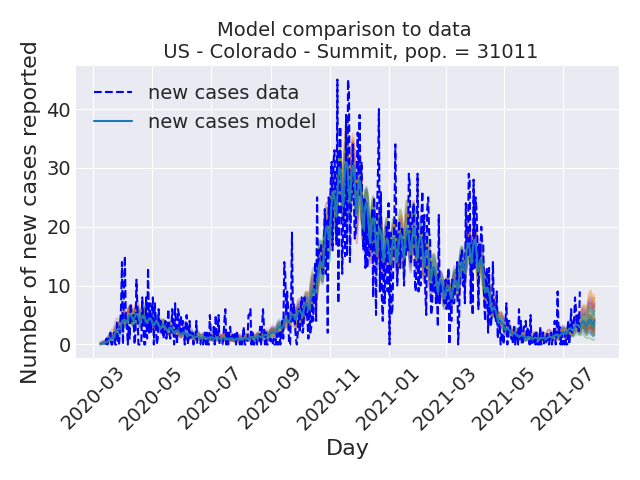 Model comparison to data
US - Colorado - Summit, pop. = 31011
Number of new cases reported
new cases data
new cases model
40
30
20
10
0
2020-03
2020-05
2020-07
2020-09
2020-11
2021-01
2021-03
2021-05
2021-07
Day